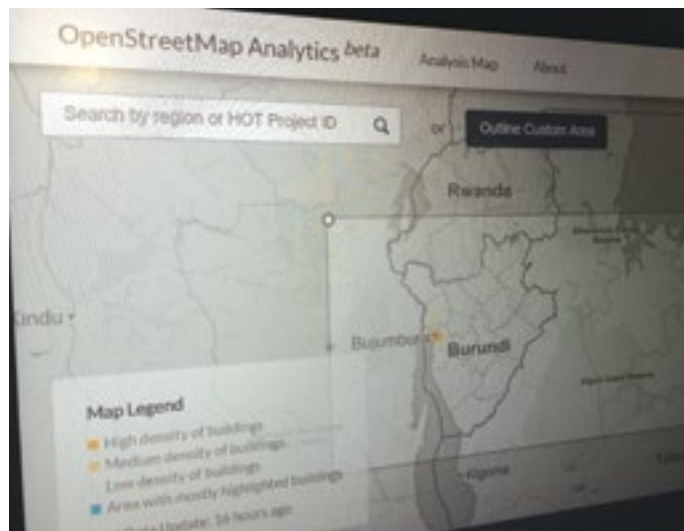 OpenStreetMap Analytics beta
Analysis Map
About
Search by region or HOT Project ID
or
Outline Custom Area
Rwanda
Kindu
Bujumbura
Burundi
Map Legend
High density of buildings
Medium density of buildings
Low density of buildings
Area with mostly highlighted buildings
Update: 16 hours ago
Kigoma